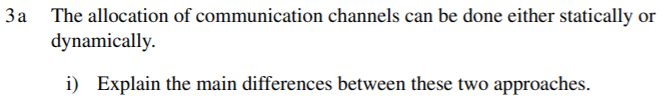 3a The allocation of communication channels can be done either statically or
dynamically.
i) Explain the main differences between these two approaches.